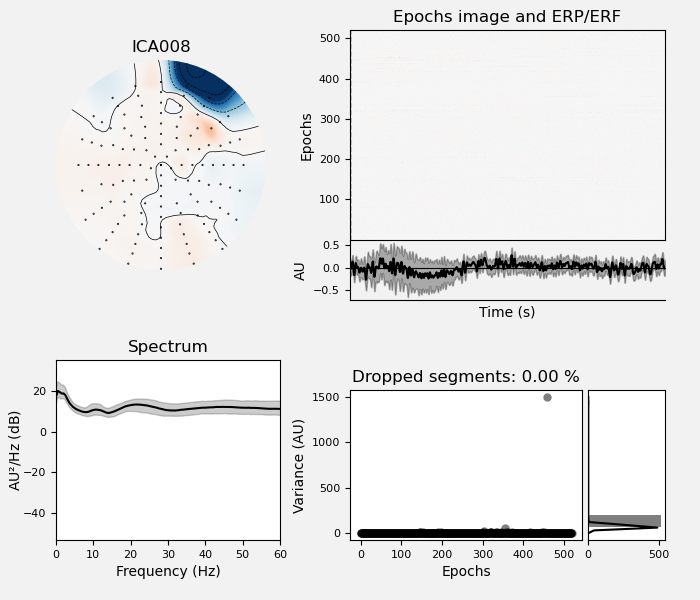 ICA008
Epochs image and ERP/ERF
500
400
300
200
100
Epochs
0.5
0.0
−0.5
AU
Time (s)
Spectrum
20
0
−20
−40
AU²/Hz (dB)
0 10 20 30 40 50 60
Frequency (Hz)
Dropped segments: 0.00 %
1500
1000
500
0
Variance (AU)
0 100 200 300 400 500
Epochs
0 500